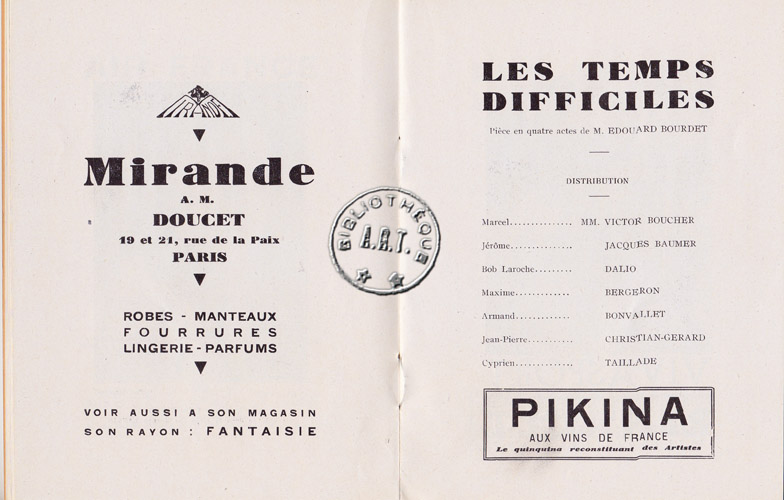 MIRANDE
Mirande
A. M.
DOUCET
19 et 21, rue de la Paix
PARIS
ROBES - MANTEAUX
FOURRURES
LINGERIE - PARFUMS
VOIR AUSSI A SON MAGASIN
SON RAYON : FANTAISIE
BIBLIOTHÈQUE
A.R.T.
LES TEMPS
DIFFICILES
Pièce en quatre actes de M. EDOUARD BOURDET
DISTRIBUTION
Marcel............... MM. VICTOR BOUCHER
Jérôme............... JACQUES BAUMER
Bob Laroche......... DALIO
Maxime............. BERGERON
Armand............. BONVALLET
Jean-Pierre.......... CHRISTIAN-GERARD
Cyprien.............. TAILLADE
PIKINA
AUX VINS DE FRANCE
Le quinquina reconstituant des Artistes